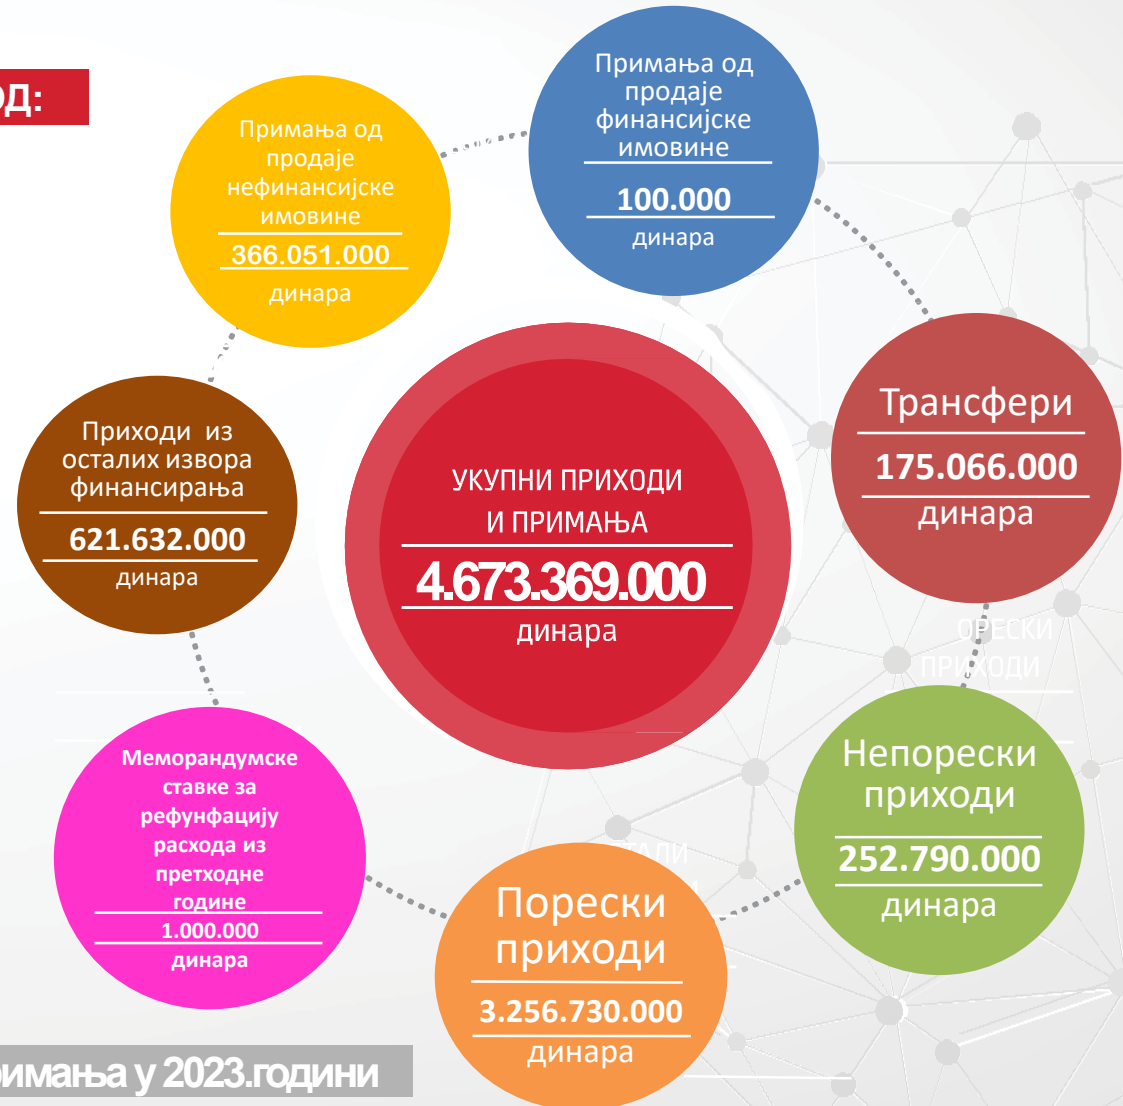 ОД:
Примања од
продаје
финансијске
имовине
100.000
динара
Примања од
продаје
нефинансијске
имовине
366.051.000
динара
Трансфери
175.066.000
динара
Приходи из
осталих извора
финансирања
621.632.000
динара
УКУПНИ ПРИХОДИ
И ПРИМАЊА
4.673.369.000
динара
ОРЕСКИ
ПРИХОДИ
Непорески
приходи
252.790.000
динара
Меморандумске
ставке за
рефунфацију
расхода из
претходне
године
1.000.000
динара
ТАЛИ
Порески
приходи
3.256.730.000
динара
римања у 2023.години